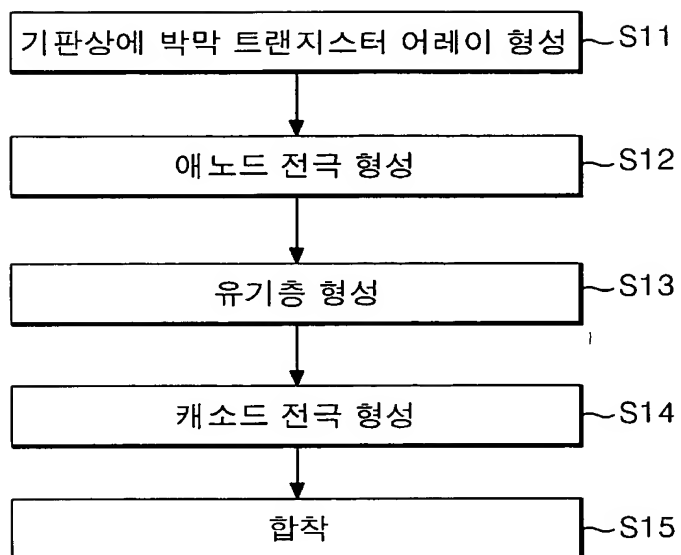 기판상에 박막 트랜지스터 어레이 형성 S11
애노드 전극 형성 S12
유기층 형성 S13
캐소드 전극 형성 S14
합착 S15